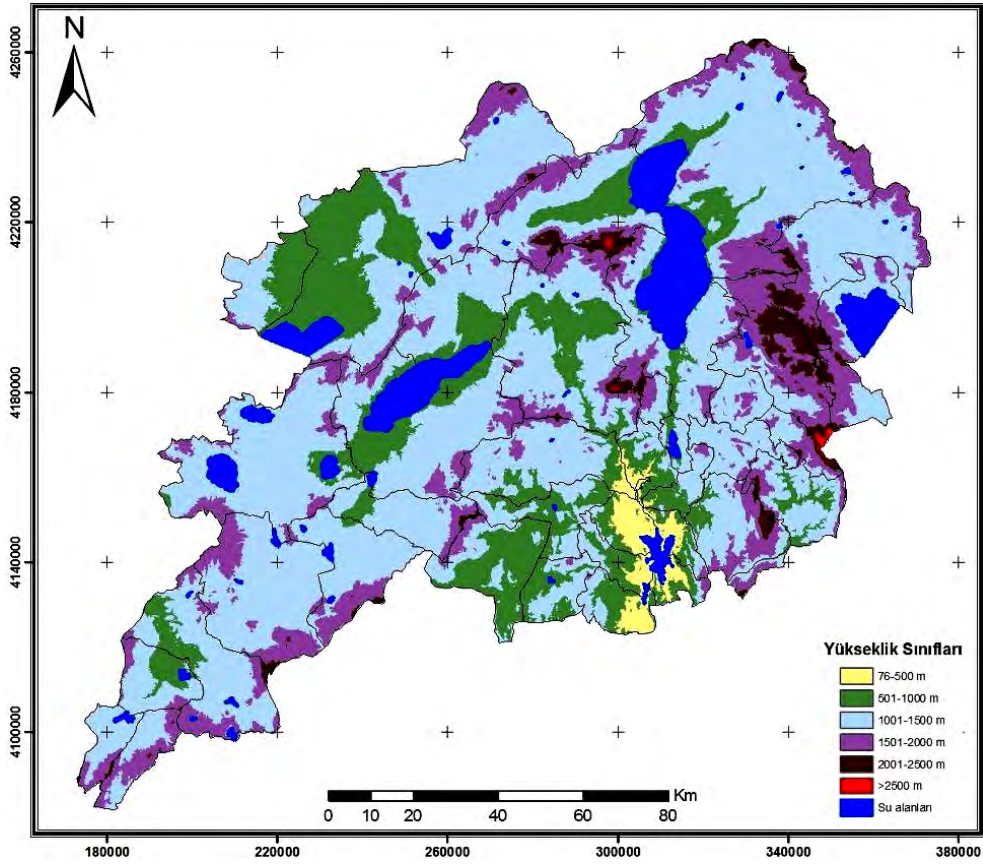 N
4260000
4220000
4180000
4140000
4100000
Yükseklik Sınıfları
76-500 m
501-1000 m
1001-1500 m
1501-2000 m
2001-2500 m
>2500 m
Su alanları
Km
0 10 20 40 60 80
180000 220000 260000 300000 340000 380000